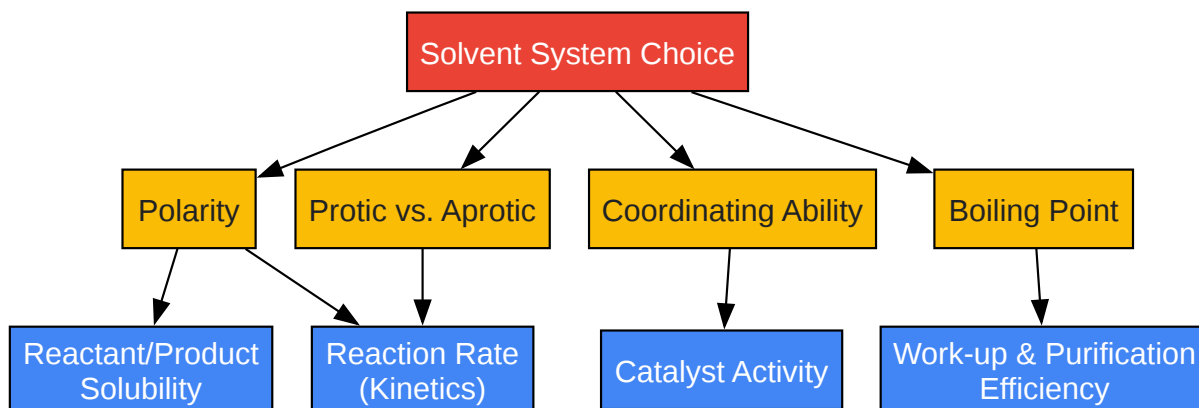 Solvent System Choice
Polarity
Protic vs. Aprotic
Coordinating Ability
Boiling Point
Reactant/Product
Solubility
Reaction Rate
(Kinetics)
Catalyst Activity
Work-up & Purification
Efficiency